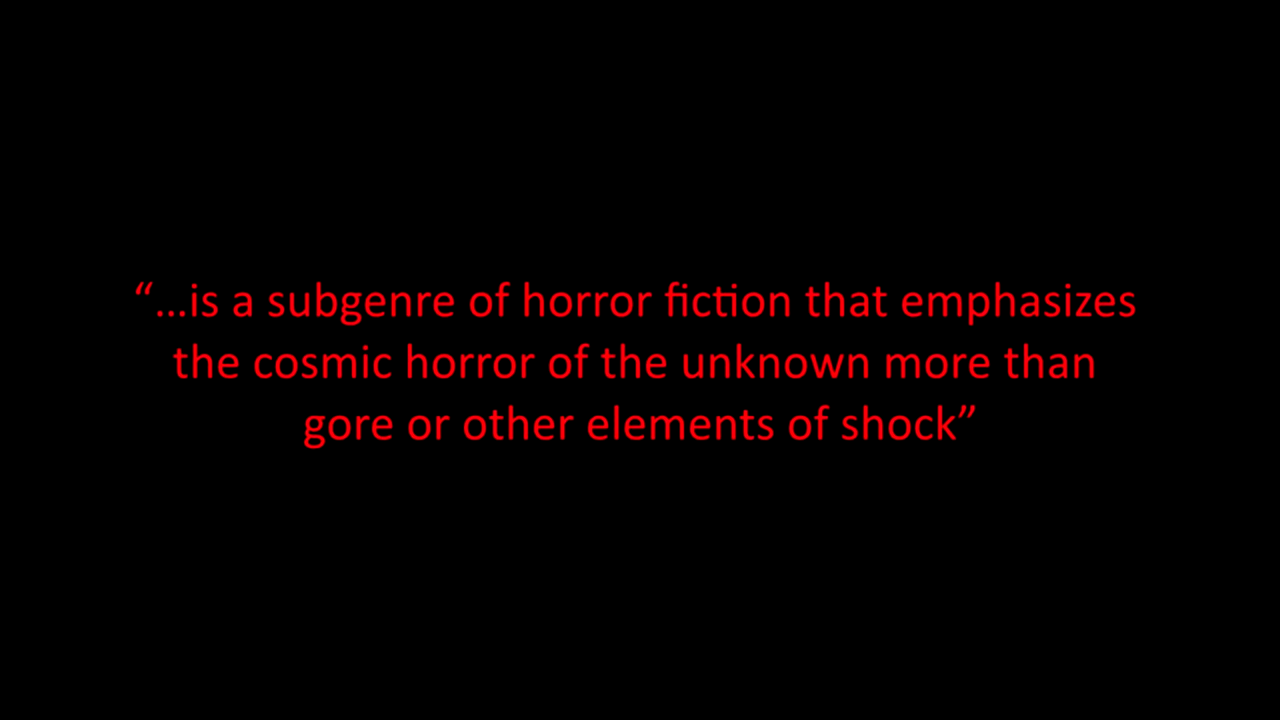 “…is a subgenre of horror fiction that emphasizes
the cosmic horror of the unknown more than
gore or other elements of shock”